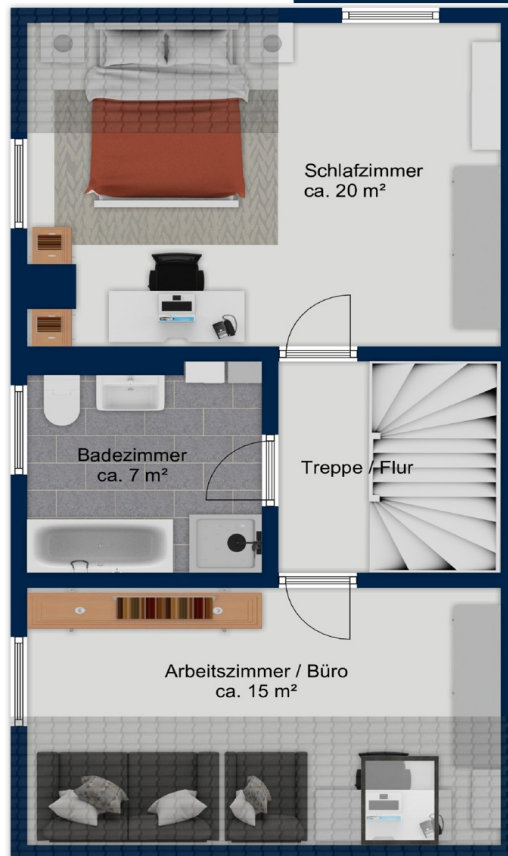 Schlafzimmer
ca. 20 m²
Badezimmer
ca. 7 m²
Treppe / Flur
Arbeitszimmer / Büro
ca. 15 m²